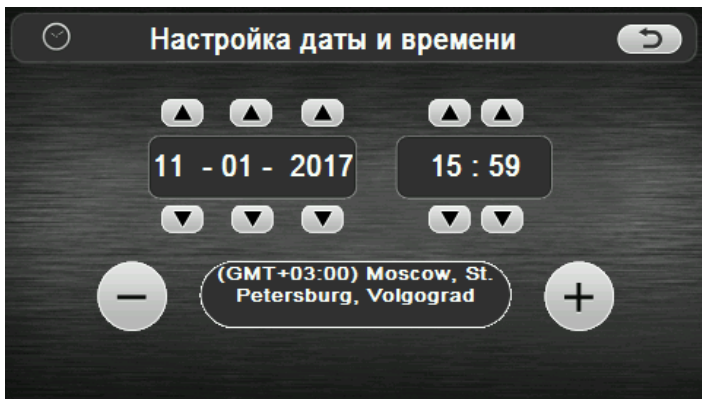 Настройка даты и времени
11 - 01 - 2017 15 : 59
(GMT+03:00) Moscow, St.
Petersburg, Volgograd